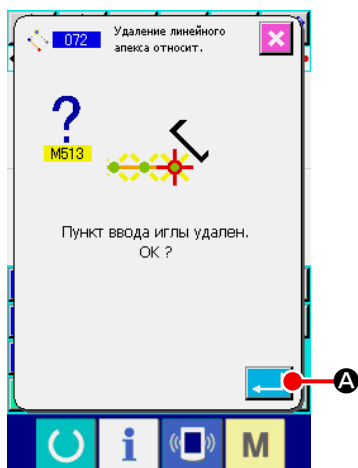 072
Удаление линейного
апекса относит.
M513
Пункт ввода иглы удален.
OK ?
A
M